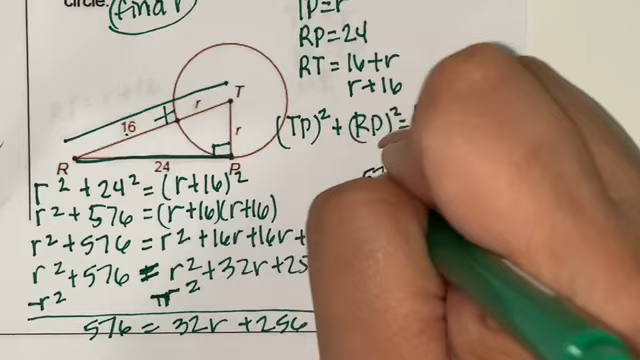 circle.
find r
TP=r
RP=24
RT=16+r
r+16
(TP)²+(RP)²=
T
r
16
r
R
24
P
r²+24²=(r+16)²
r²+576=(r+16)(r+16)
r²+576=r²+16r+16r+
r²+576=r²+32r+25
-r² -r²
576=32r+256